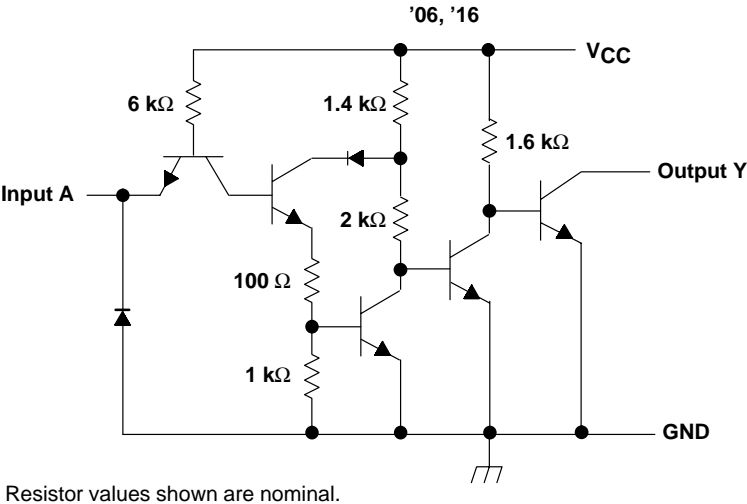 ’06, ’16
VCC
6 kΩ
1.4 kΩ
1.6 kΩ
Input A
Output Y
2 kΩ
100 Ω
1 kΩ
GND
Resistor values shown are nominal.